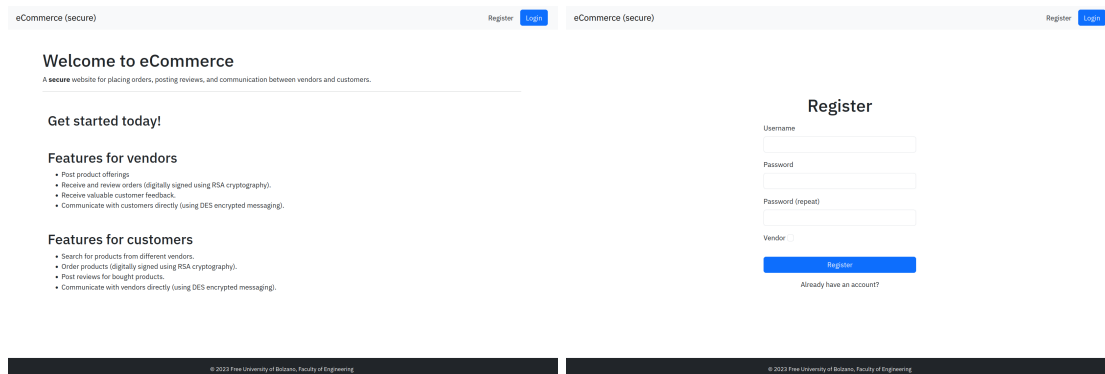 eCommerce (secure)
Register
Login
Welcome to eCommerce
A secure website for placing orders, posting reviews, and communication between vendors and customers.
Get started today!
Features for vendors
• Post product offerings
• Receive and review orders (digitally signed using RSA cryptography).
• Receive valuable customer feedback.
• Communicate with customers directly (using DES encrypted messaging).
Features for customers
• Search for products from different vendors.
• Order products (digitally signed using RSA cryptography).
• Post reviews for bought products.
• Communicate with vendors directly (using DES encrypted messaging).
© 2023 Free University of Bolzano, Faculty of Engineering
eCommerce (secure)
Register
Login
Register
Username
Password
Password (repeat)
Vendor
Register
Already have an account?
© 2023 Free University of Bolzano, Faculty of Engineering